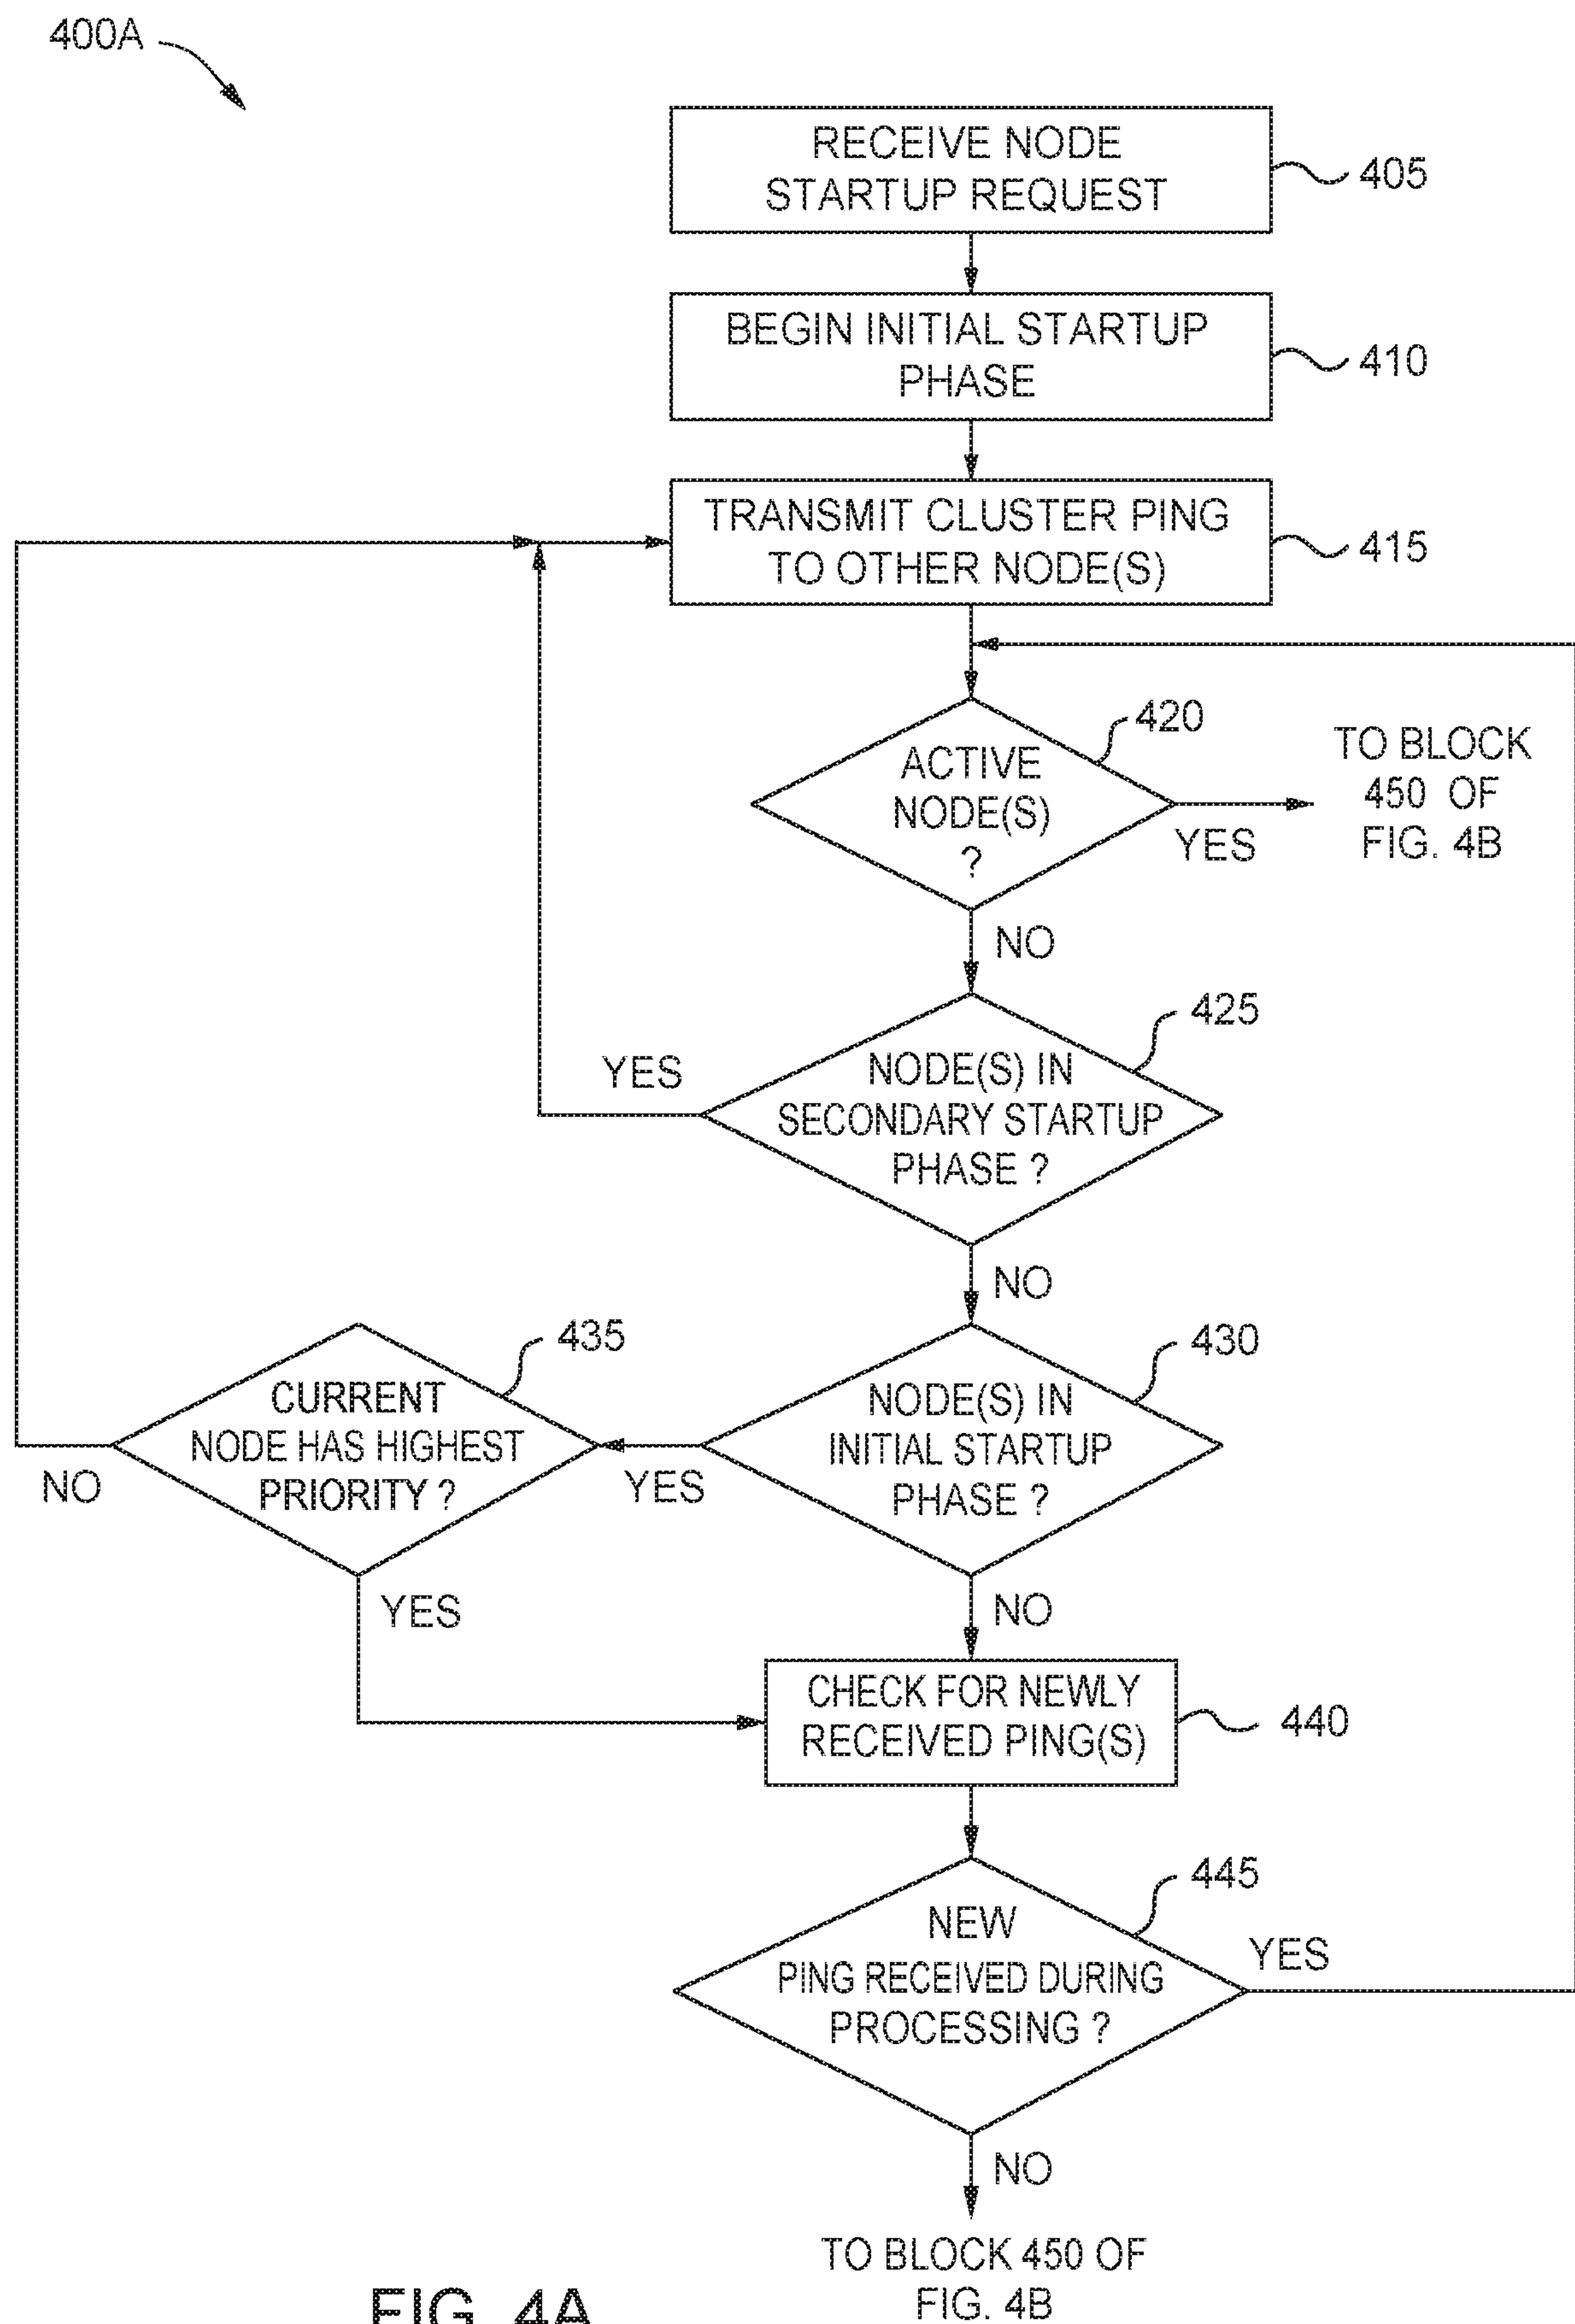 400A
RECEIVE NODE
STARTUP REQUEST
405
BEGIN INITIAL STARTUP
PHASE
410
TRANSMIT CLUSTER PING
TO OTHER NODE(S)
415
420
ACTIVE
NODE(S)
?
YES
TO BLOCK
450 OF
FIG. 4B
NO
425
NODE(S) IN
SECONDARY STARTUP
PHASE ?
YES
NO
430
NODE(S) IN
INITIAL STARTUP
PHASE ?
YES
435
CURRENT
NODE HAS HIGHEST
PRIORITY ?
NO
YES
NO
CHECK FOR NEWLY
RECEIVED PING(S)
440
445
NEW
PING RECEIVED DURING
PROCESSING ?
YES
NO
TO BLOCK 450 OF
FIG. 4B
FIG. 4A